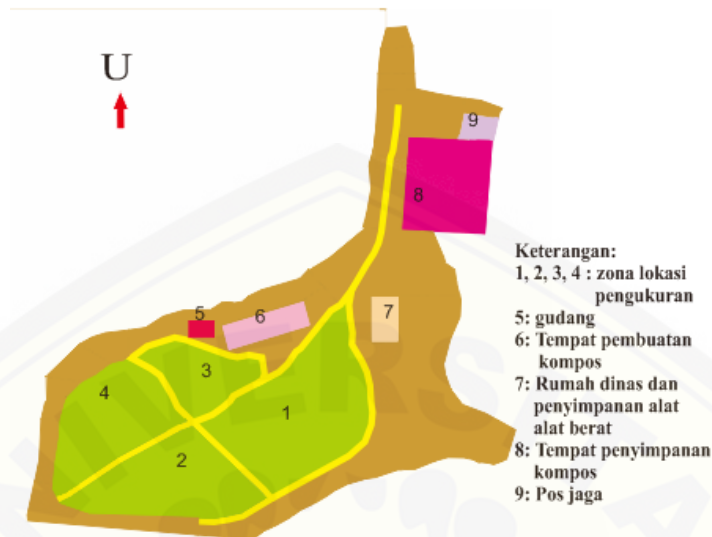 U
9
8
Keterangan:
1, 2, 3, 4 : zona lokasi
pengukuran
5: gudang
6: Tempat pembuatan
kompos
7: Rumah dinas dan
penyimpanan alat
alat berat
8: Tempat penyimpanan
kompos
9: Pos jaga
5
6
7
3
4
1
2